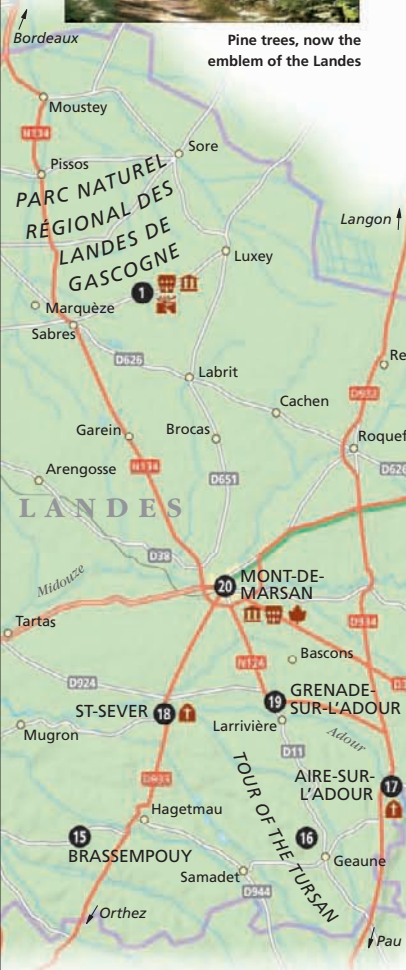 Bordeaux
Pine trees, now the
emblem of the Landes
Moustey
N134
Sore
Pissos
PARC NATUREL
RÉGIONAL DES
LANDES DE
GASCOGNE
Langon
Luxey
1
Marquèze
Sabres
D626
Re
Labrit
D932
Cachen
Garein
Brocas
Roquef
N134
D626
Arengosse
D651
LANDES
D38
Midouze
20
MONT-DE-
MARSAN
Tartas
D934
Bascons
N124
D924
D3
19
GRENADE-
SUR-L'ADOUR
ST-SEVER
18
Larrivière
Mugron
D11
Adour
AIRE-SUR-
L'ADOUR
17
D933
TOUR OF THE TURSAN
Hagetmau
15
BRASSEMPOUY
16
Geaune
Samadet
D944
Orthez
Pau